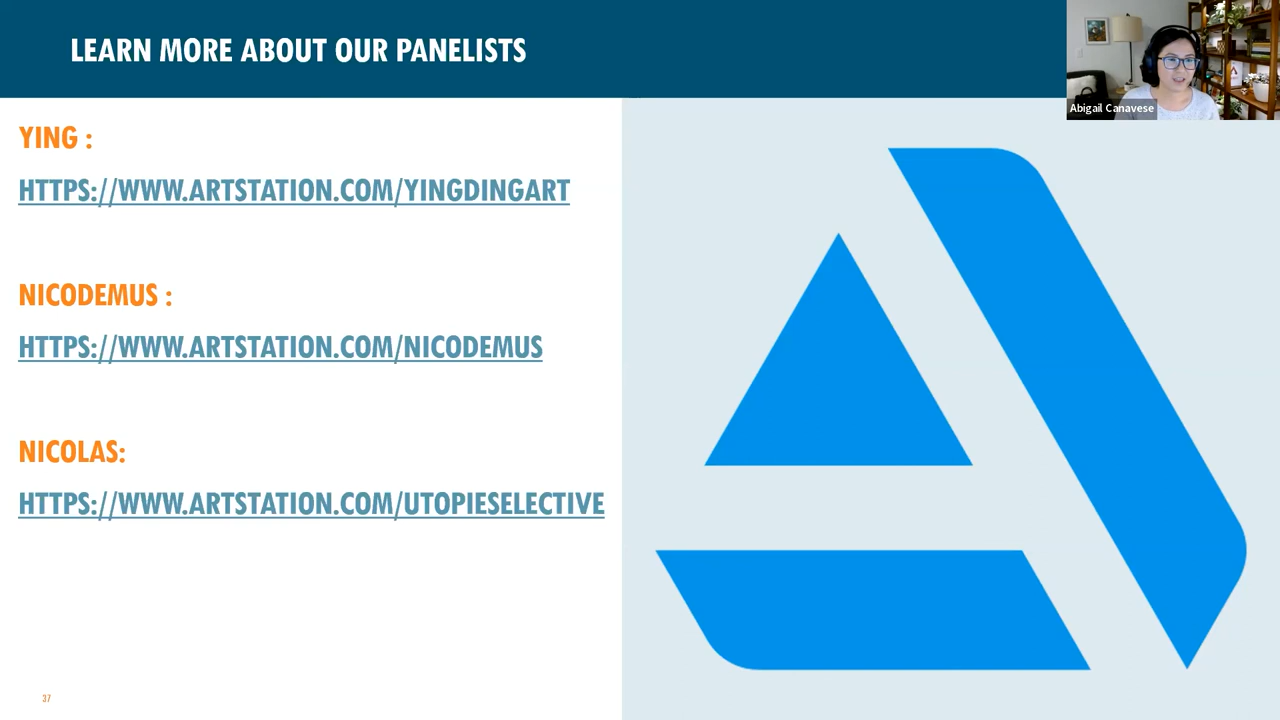 LEARN MORE ABOUT OUR PANELISTS
Abigail Canavese
YING :
HTTPS://WWW.ARTSTATION.COM/YINGDINGART
NICODEMUS :
HTTPS://WWW.ARTSTATION.COM/NICODEMUS
NICOLAS:
HTTPS://WWW.ARTSTATION.COM/UTOPIESELECTIVE
37